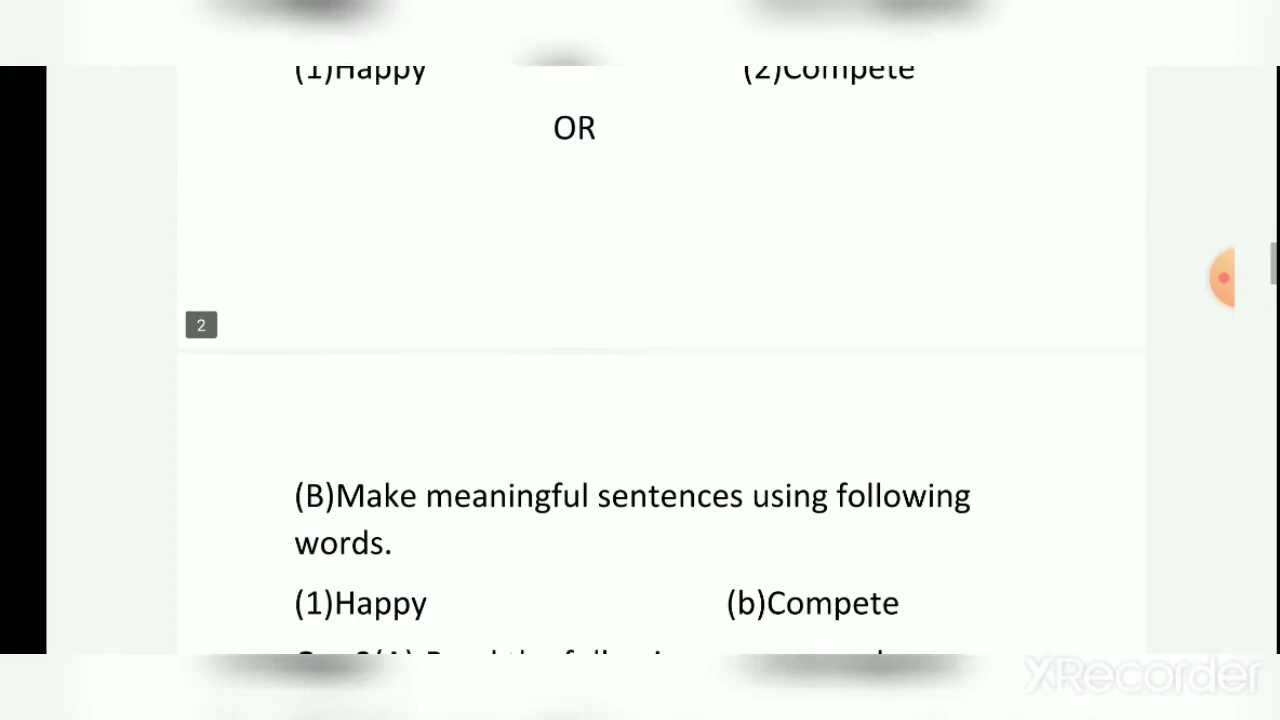 (1)Happy (2)Compete
OR
2
(B)Make meaningful sentences using following
words.
(1)Happy (b)Compete
XRecorder